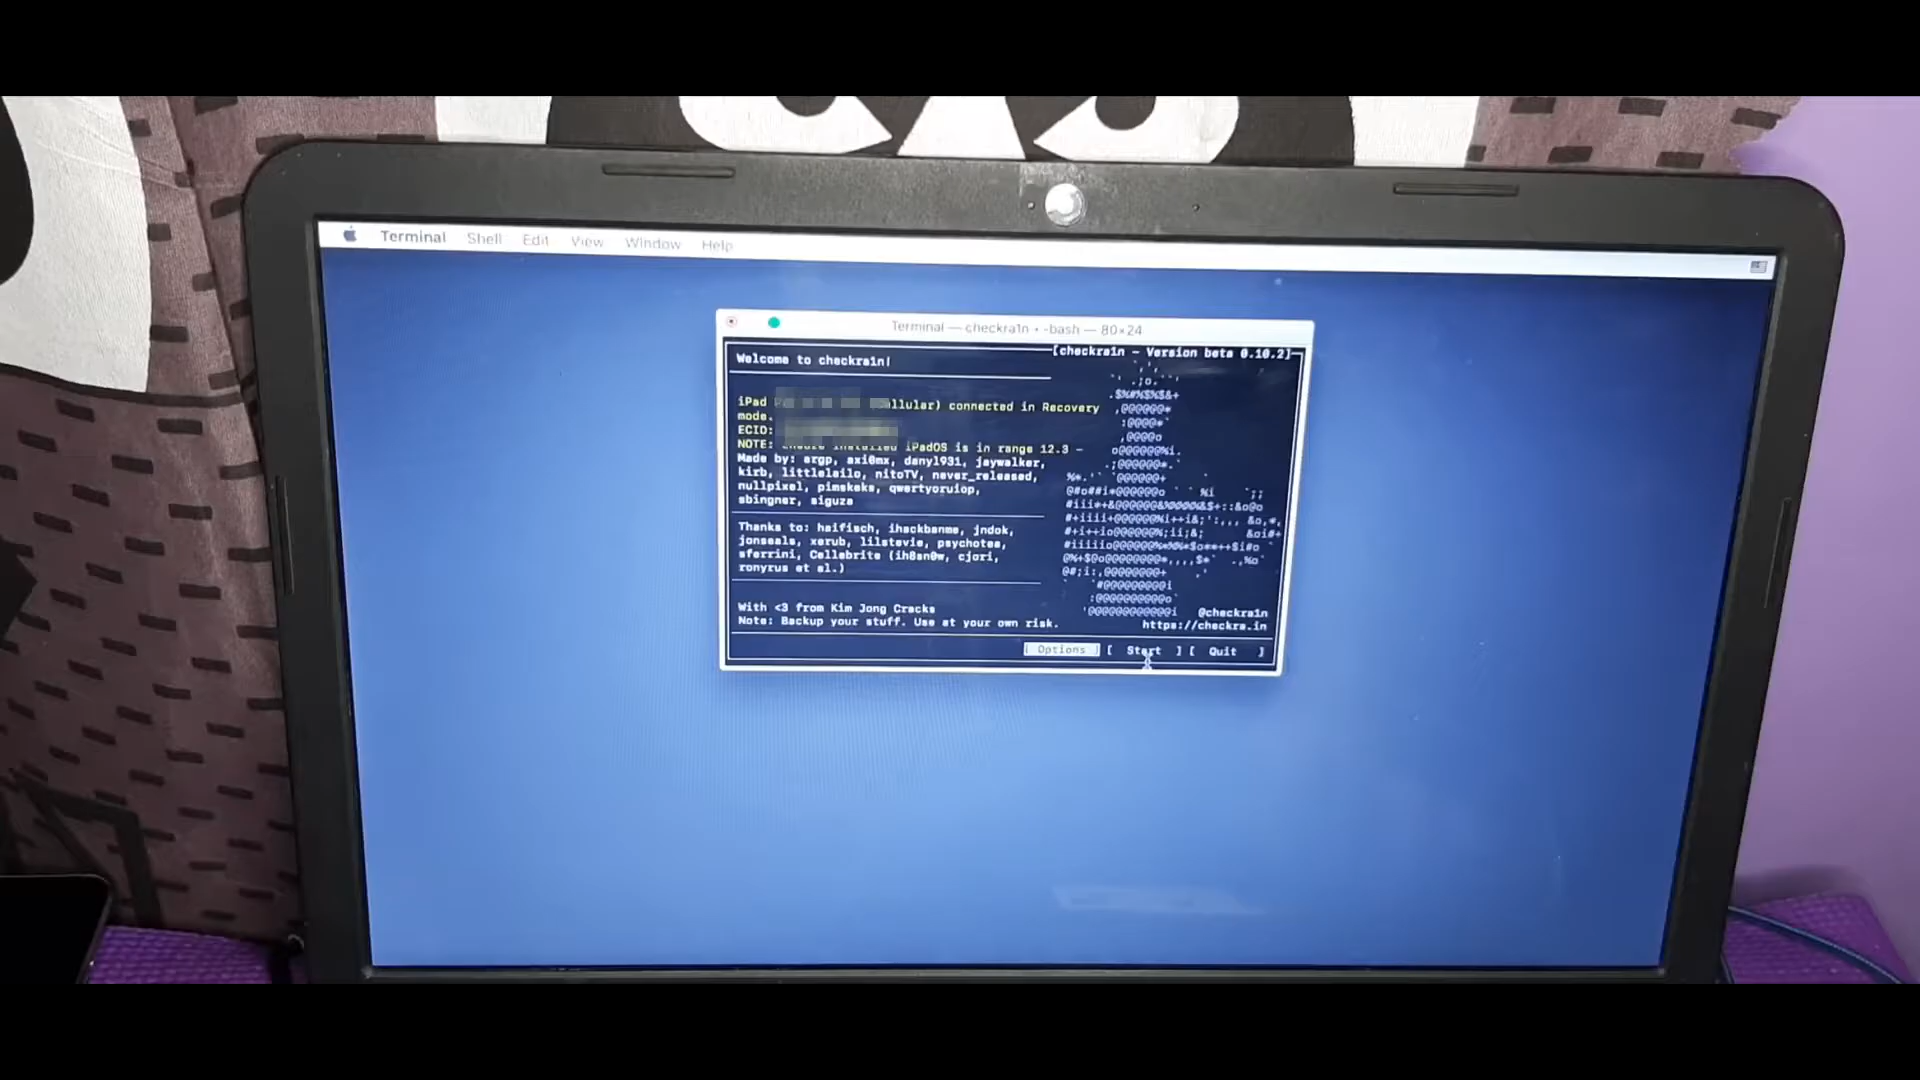 Terminal Shell Edit View Window Help
Terminal — checkra1n • -bash — 80×24
[checkra1n - Version beta 0.10.2]
Welcome to checkra1n!
iPad (Cellular) connected in Recovery
mode.
ECID:
NOTE: Ensure installed iPadOS is in range 12.3 -
Made by: argp, axi0mx, danyl931, jaywalker,
kirb, littlelailo, nitoTV, never_released,
nullpixel, pimskeks, qwertyoruiop,
sbingner, siguza
Thanks to: haifisch, ihackbanme, jndok,
jonseals, xerub, lilstevie, psychotea,
sferrini, Cellebrite (ih8sn0w, cjori,
ronyrus et al.)
With <3 from Kim Jong Cracks
Note: Backup your stuff. Use at your own risk.
@checkra1n
https://checkra.in
[ Options ] [ Start ] [ Quit ]